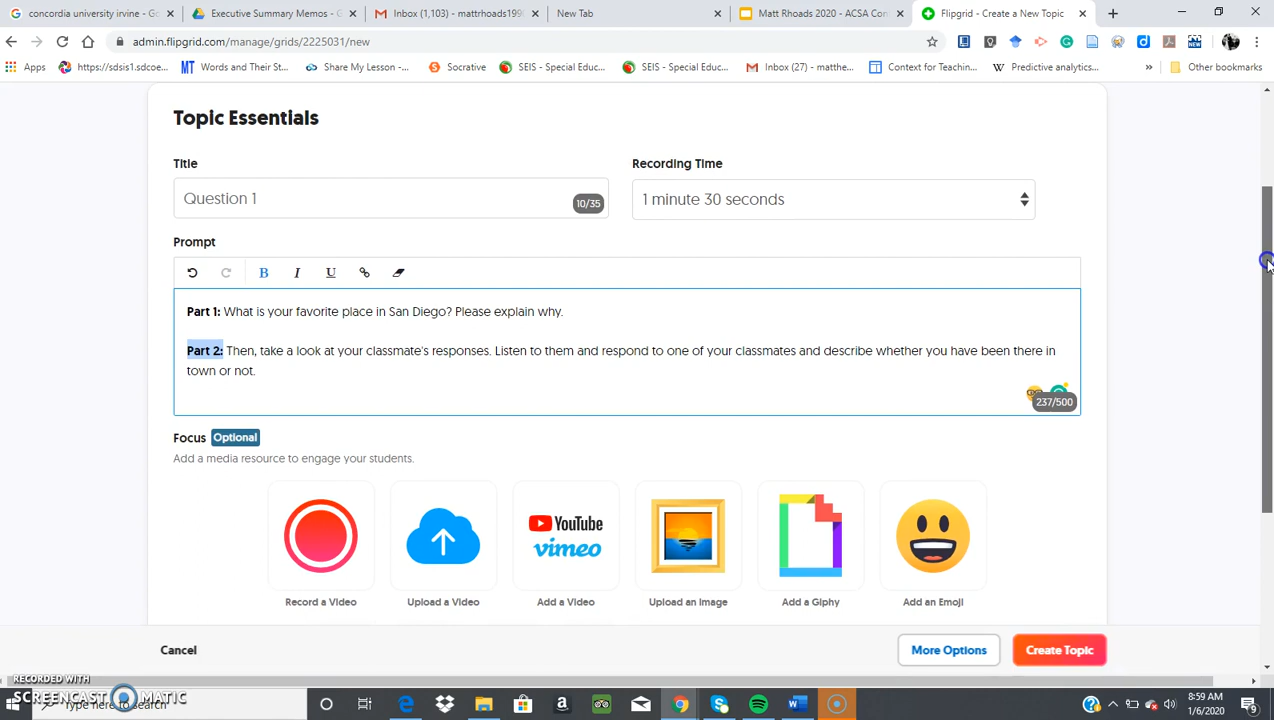 concordia university irvine - Go
Executive Summary Memos - G
Inbox (1,103) - mattrhoads199
New Tab
Matt Rhoads 2020 - ACSA Con
Flipgrid - Create a New Topic
admin.flipgrid.com/manage/grids/2225031/new
Apps
https://sdsis1.sdcoe...
Words and Their St...
Share My Lesson -...
Socrative
SEIS - Special Educ...
SEIS - Special Educ...
Inbox (27) - matthe...
Context for Teachin...
Predictive analytics...
Other bookmarks
Topic Essentials
Title
Recording Time
Question 1
10/35
1 minute 30 seconds
Prompt
B I U
Part 1: What is your favorite place in San Diego? Please explain why.
Part 2: Then, take a look at your classmate's responses. Listen to them and respond to one of your classmates and describe whether you have been there in
town or not.
237/500
Focus Optional
Add a media resource to engage your students.
YouTube
vimeo
Record a Video
Upload a Video
Add a Video
Upload an Image
Add a Giphy
Add an Emoji
Cancel
More Options
Create Topic
RECORDED WITH
SCREENCAST MATIC
Type here to search
8:59 AM
1/6/2020
9